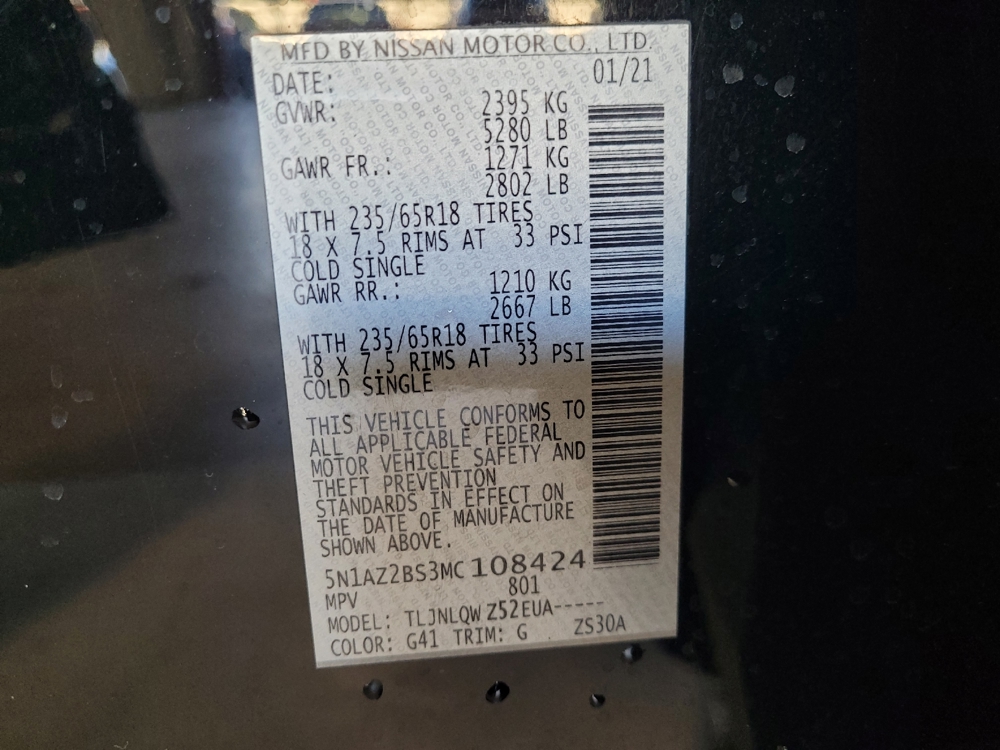 MFD BY NISSAN MOTOR CO., LTD.
DATE: 01/21
GVWR: 2395 KG
5280 LB
GAWR FR.: 1271 KG
2802 LB
WITH 235/65R18 TIRES
18 X 7.5 RIMS AT 33 PSI
COLD SINGLE
GAWR RR.: 1210 KG
2667 LB
WITH 235/65R18 TIRES
18 X 7.5 RIMS AT 33 PSI
COLD SINGLE
THIS VEHICLE CONFORMS TO
ALL APPLICABLE FEDERAL
MOTOR VEHICLE SAFETY AND
THEFT PREVENTION
STANDARDS IN EFFECT ON
THE DATE OF MANUFACTURE
SHOWN ABOVE.
5N1AZ2BS3MC108424
MPV 801
MODEL: TLJNLQWZ52EUA-----
COLOR: G41 TRIM: G ZS30A